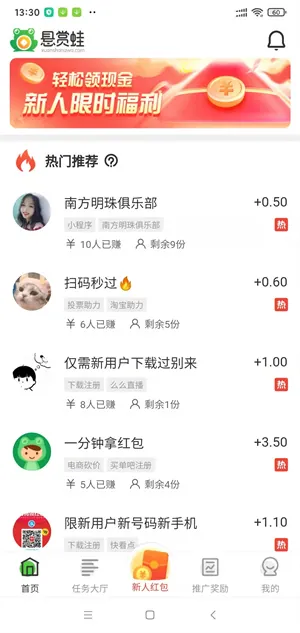 13:30
60
悬赏蛙
轻松领现金
新人限时福利
热门推荐
南方明珠俱乐部
+0.50
小程序 南方明珠俱乐部
热
¥ 10人已赚 剩余9份
扫码秒过🔥
+0.60
投票助力 淘宝助力
热
¥ 6人已赚 剩余5份
仅需新用户下载过别来
+1.00
下载注册 么么直播
热
¥ 8人已赚 剩余1份
一分钟拿红包
+3.50
电商砍价 买单吧注册
热
¥ 5人已赚 剩余4份
限新用户新号码新手机
+1.10
下载注册 快看点
热
首页 任务大厅 新人红包 推广奖励 我的